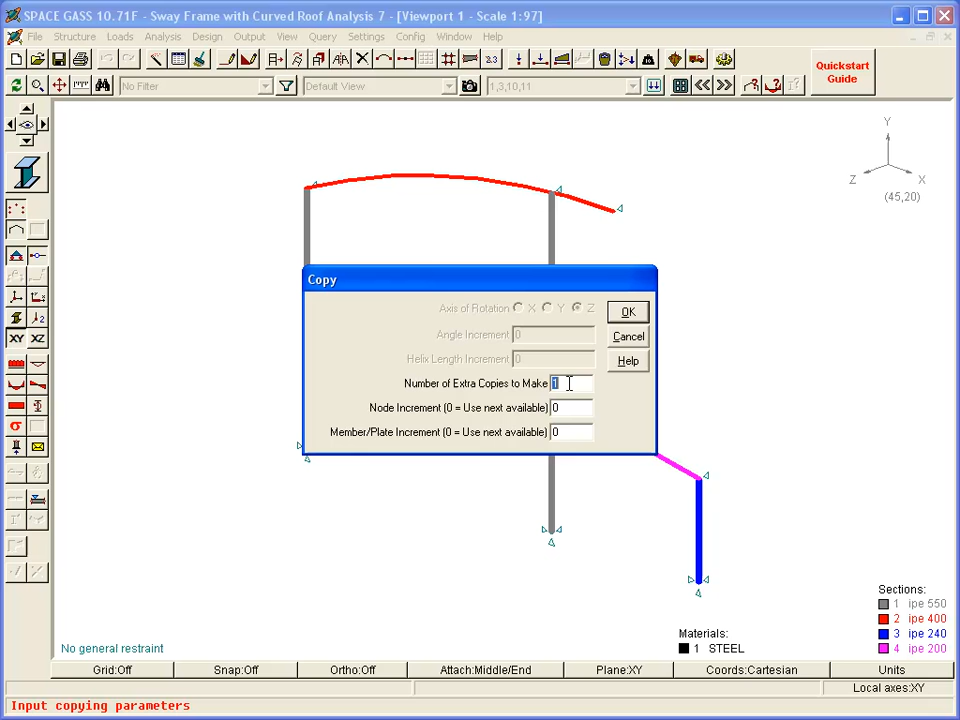 SPACE GASS 10.71F - Sway Frame with Curved Roof Analysis 7 - [Viewport 1 - Scale 1:97]
File Structure Loads Analysis Design Output View Query Settings Config Window Help
Quickstart
Guide
No Filter
Default View
1,3,10,11
Y
Z X
(45,20)
Copy
Axis of Rotation X Y Z
OK
Angle Increment 0
Cancel
Helix Length Increment 0
Help
Number of Extra Copies to Make 1
Node Increment (0 = Use next available) 0
Member/Plate Increment (0 = Use next available) 0
XY XZ
Sections:
1 ipe 550
2 ipe 400
3 ipe 240
4 ipe 200
Materials:
1 STEEL
No general restraint
Grid:Off Snap:Off Ortho:Off Attach:Middle/End Plane:XY Coords:Cartesian Units
Local axes:XY
Input copying parameters